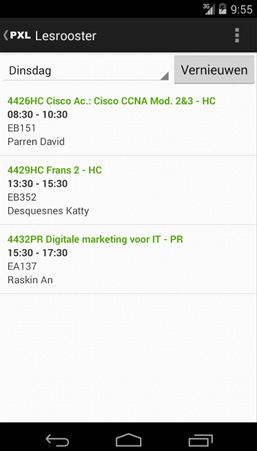 3G 9:55
PXL Lesrooster
Dinsdag
Vernieuwen
4426HC Cisco Ac.: Cisco CCNA Mod. 2&3 - HC
08:30 - 10:30
EB151
Parren David
4429HC Frans 2 - HC
13:30 - 15:30
EB352
Desquesnes Katty
4432PR Digitale marketing voor IT - PR
15:30 - 17:30
EA137
Raskin An